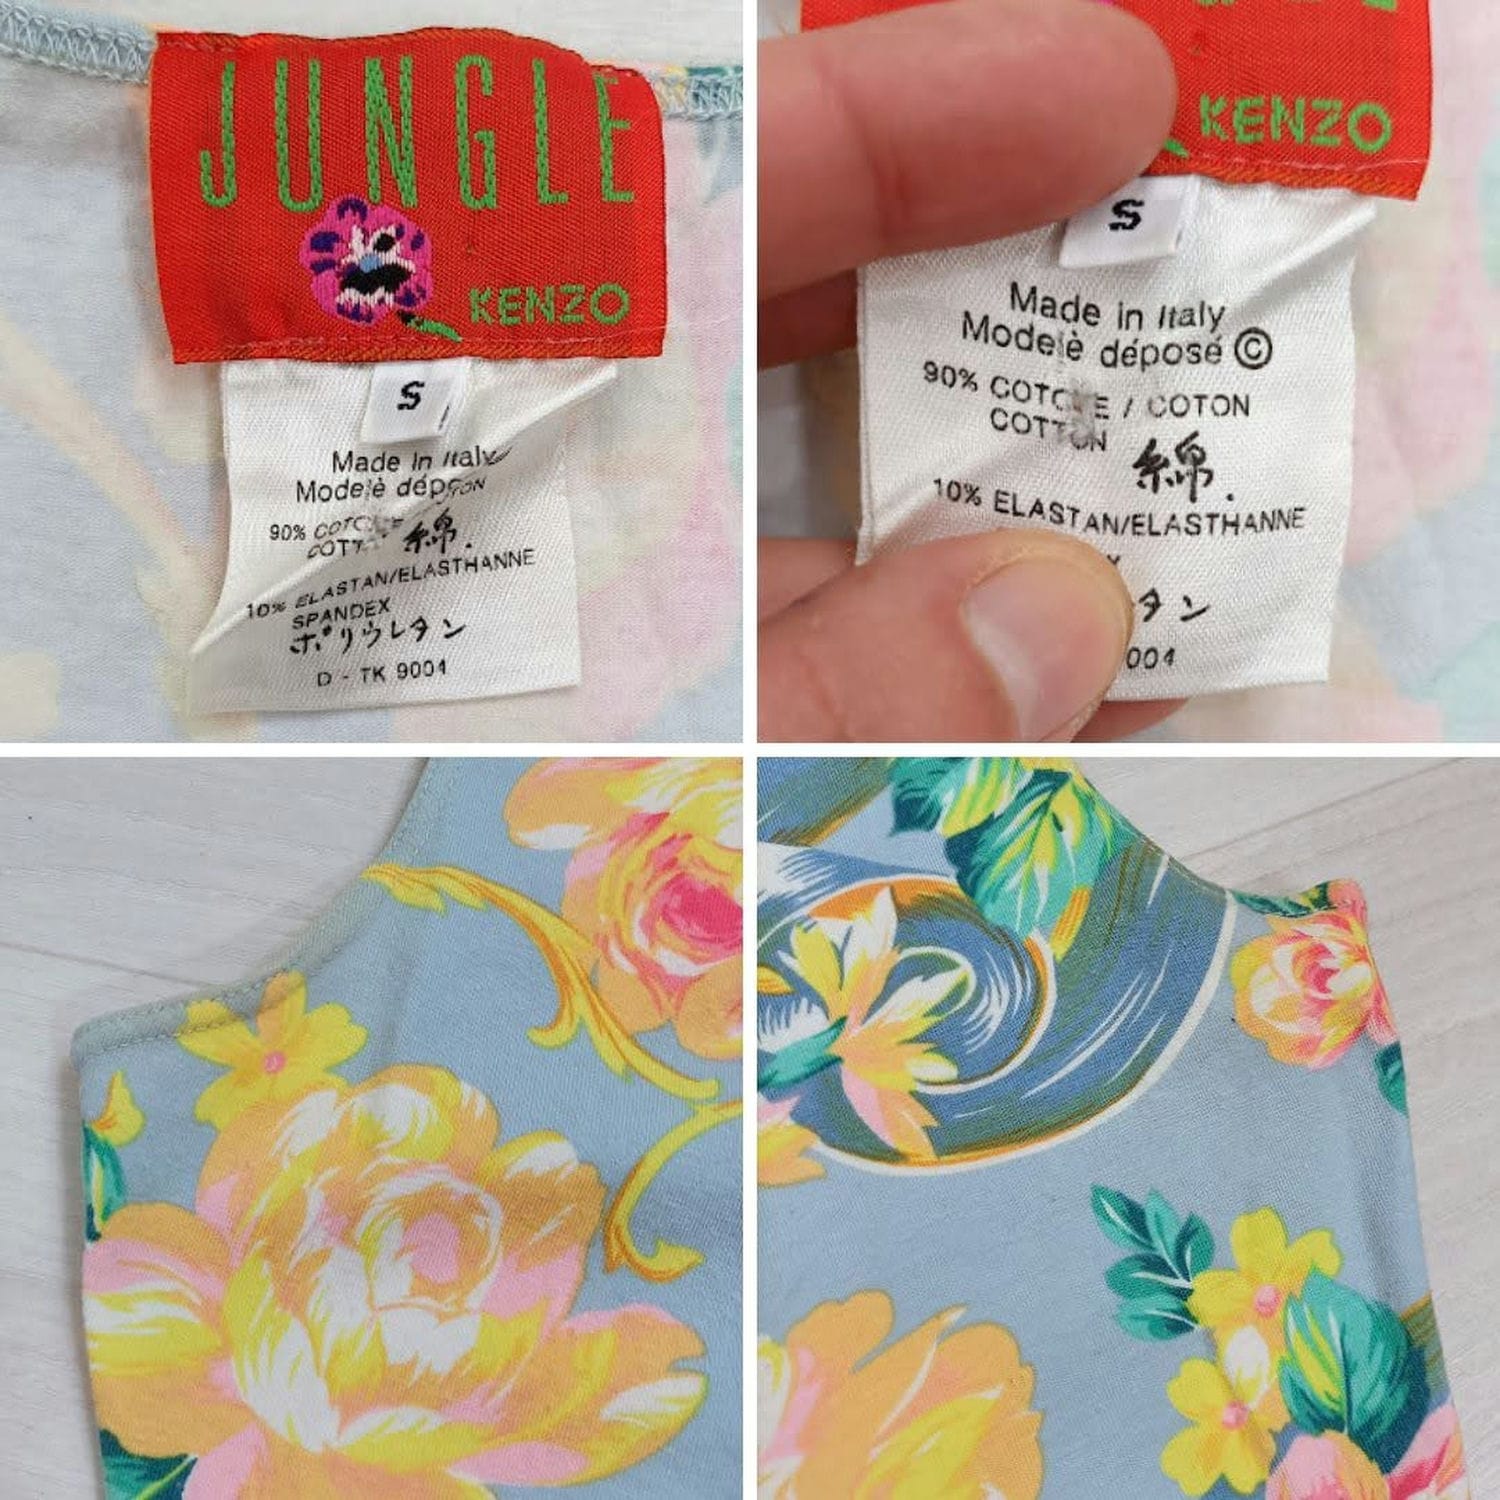 JUNGLE
KENZO
S
Made in Italy
Modelè dépo
90% COTO E
COTT
綿.
10% ELASTAN/ELASTHANNE
SPANDEX
ポリウレタン
D - TK 9004
KENZO
S
Made in Italy
Modelè déposé ©
90% COTO E / COTON
COTTON
綿.
10% ELASTAN/ELASTHANNE
タン
004